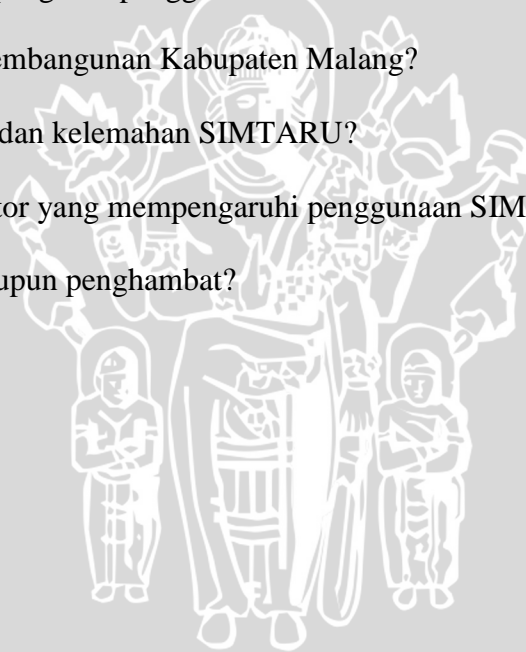 embangunan Kabupaten Malang?
dan kelemahan SIMTARU?
tor yang mempengaruhi penggunaan SIM
upun penghambat?